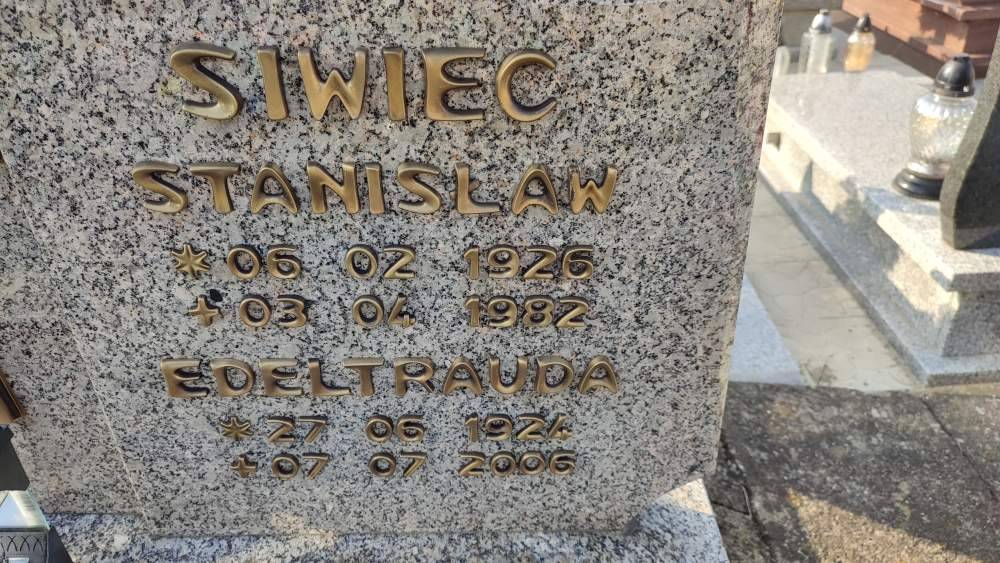 SIWIEC
STANISŁAW
* 06 02 1926
+ 03 04 1982
EDELTRAUDA
* 27 06 1924
+ 07 07 2006